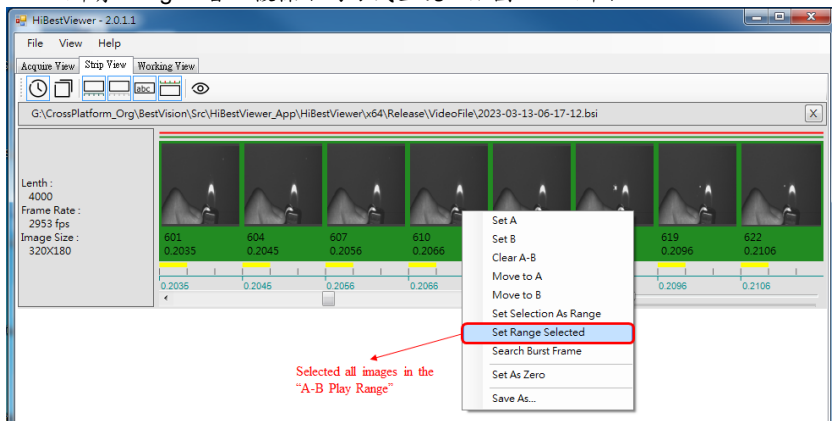 HiBestViewer - 2.0.1.1
File View Help
Acquire View Strip View Working View
abc
G:\CrossPlatform_Org\BestVision\Src\HiBestViewer_App\HiBestViewer\x64\Release\VideoFile\2023-03-13-06-17-12.bsi
X
Lenth :
4000
Frame Rate :
2953 fps
Image Size :
320X180
601 604 607 610 619 622
0.2035 0.2045 0.2056 0.2066 0.2096 0.2106
0.2035 0.2045 0.2056 0.2066 0.2096 0.2106
Set A
Set B
Clear A-B
Move to A
Move to B
Set Selection As Range
Set Range Selected
Search Burst Frame
Set As Zero
Save As...
Selected all images in the
“A-B Play Range”